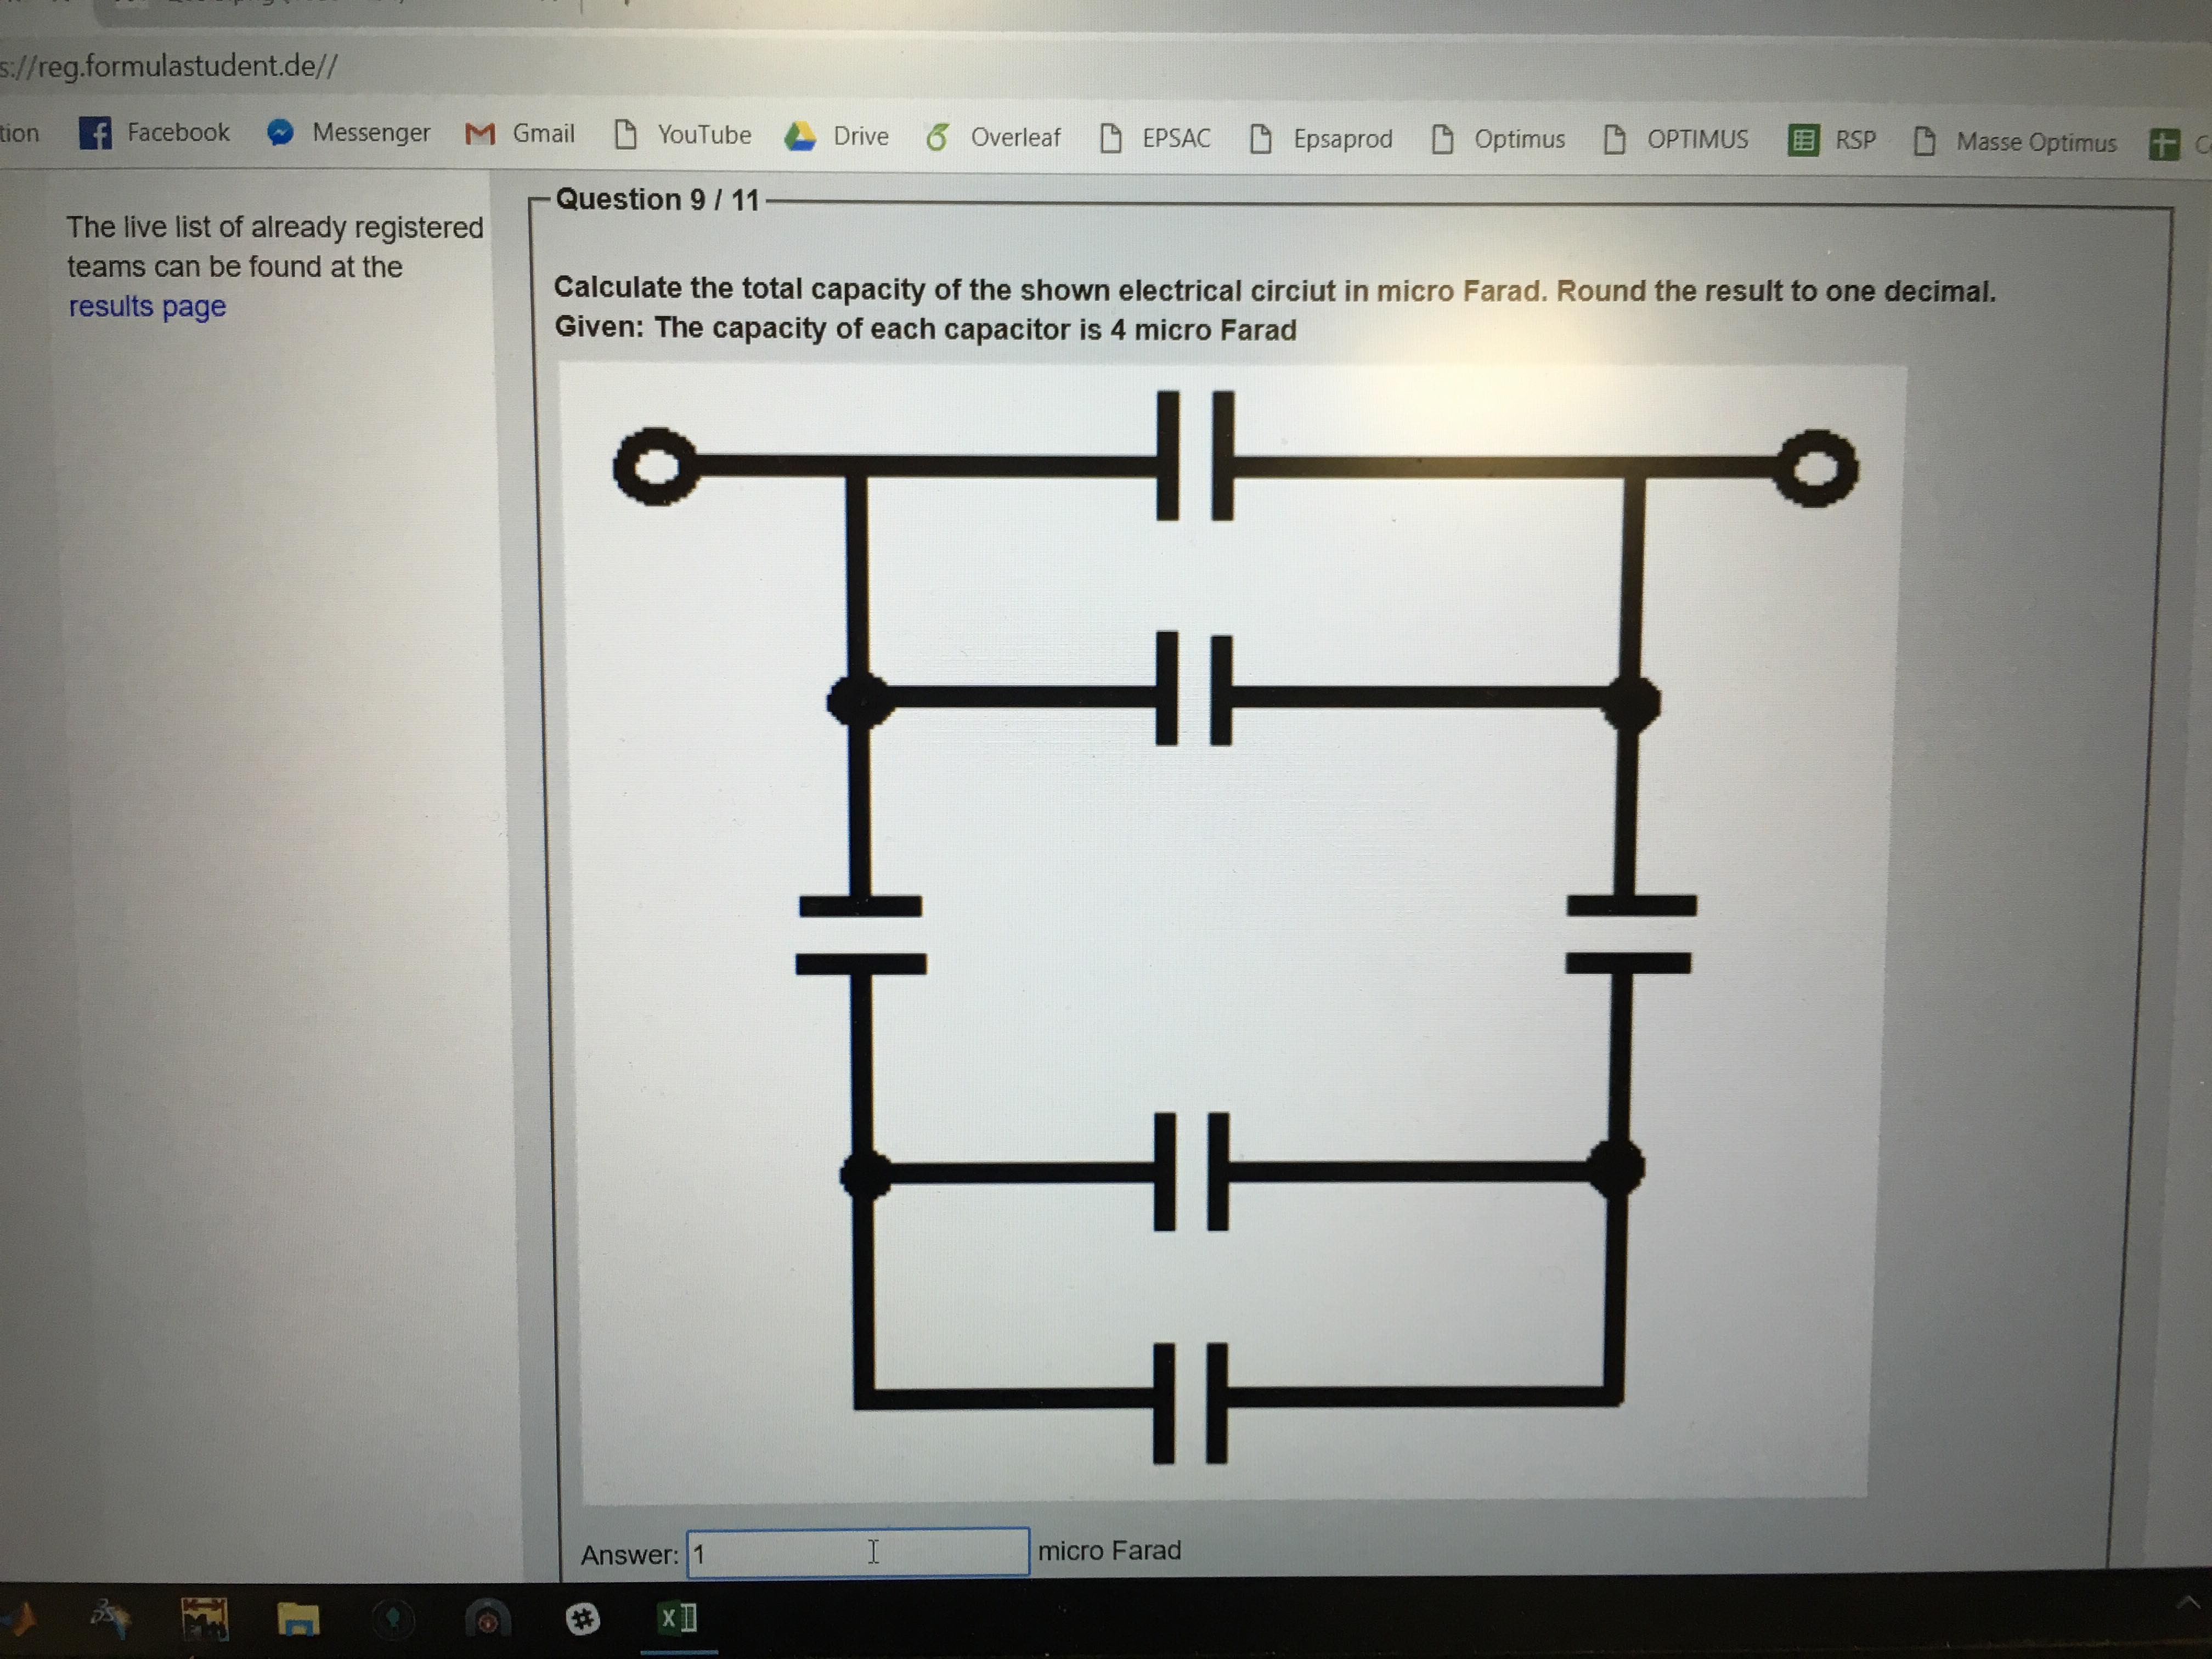 s://reg.formulastudent.de//
tion Facebook Messenger Gmail YouTube Drive Overleaf EPSAC Epsaprod Optimus OPTIMUS RSP Masse Optimus
The live list of already registered
teams can be found at the
results page
Question 9 / 11
Calculate the total capacity of the shown electrical circiut in micro Farad. Round the result to one decimal.
Given: The capacity of each capacitor is 4 micro Farad
Answer: 1 micro Farad